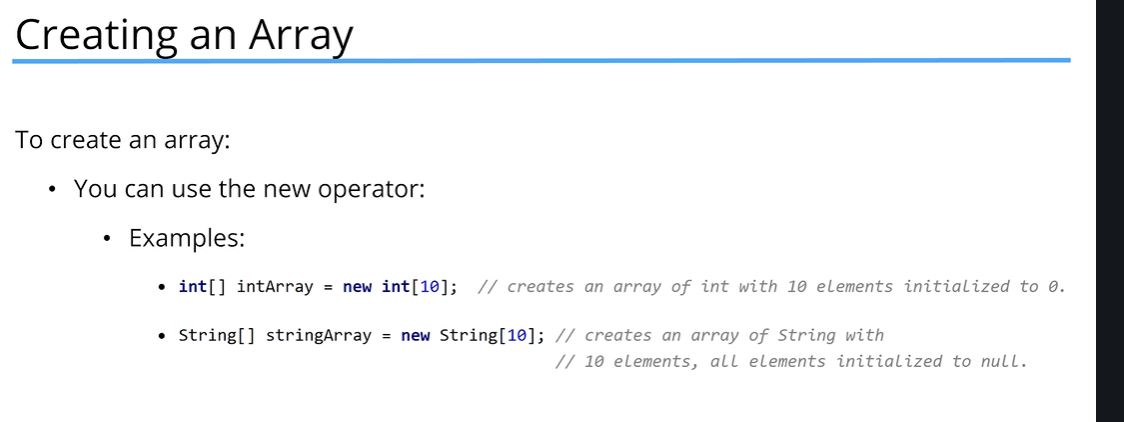 Creating an Array
To create an array:
• You can use the new operator:
• Examples:
• int[] intArray = new int[10];  // creates an array of int with 10 elements initialized to 0.
• String[] stringArray = new String[10]; // creates an array of String with
// 10 elements, all elements initialized to null.